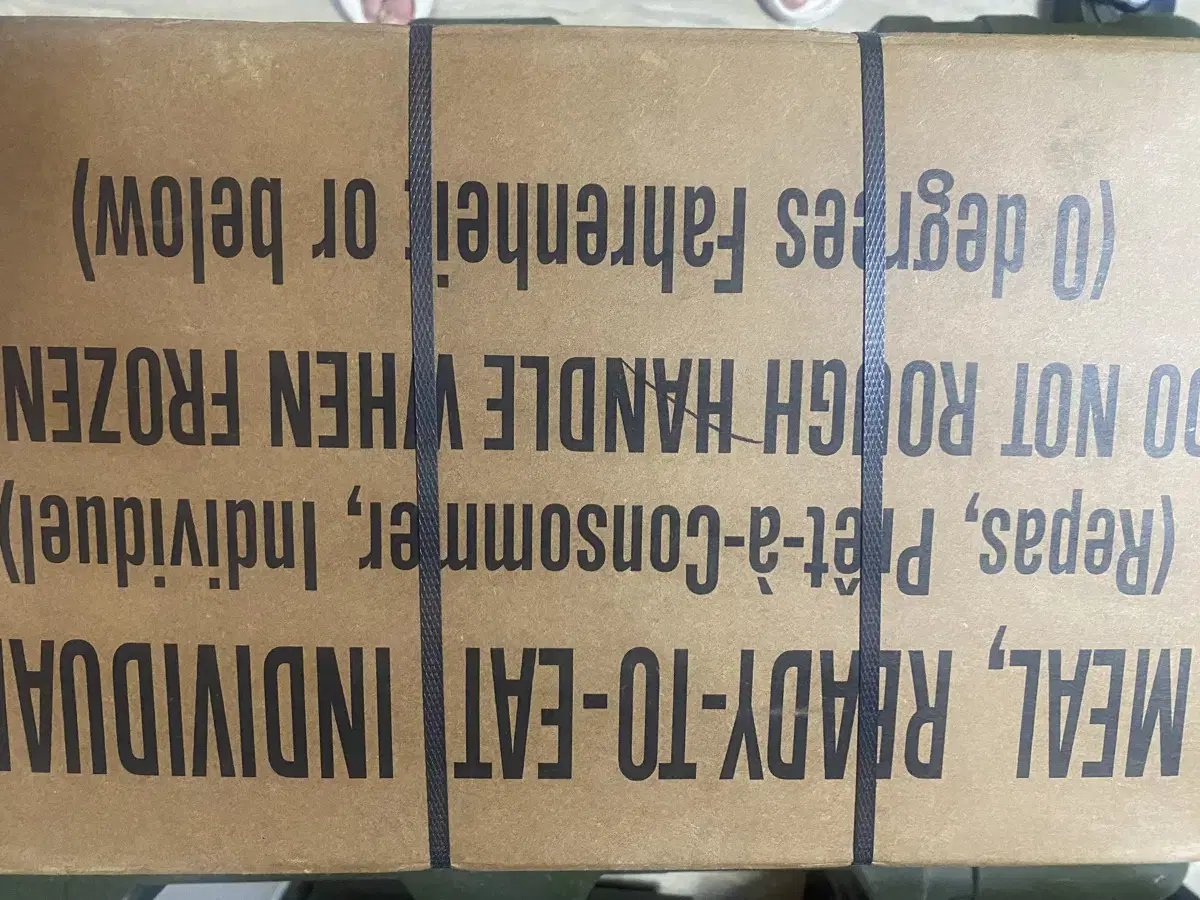 MEAL, READY-TO-EAT INDIVIDUAL
(Repas, Prêt-à-Consommer, Individuel)
DO NOT ROUGH HANDLE WHEN FROZEN
(0 degrees Fahrenheit or below)